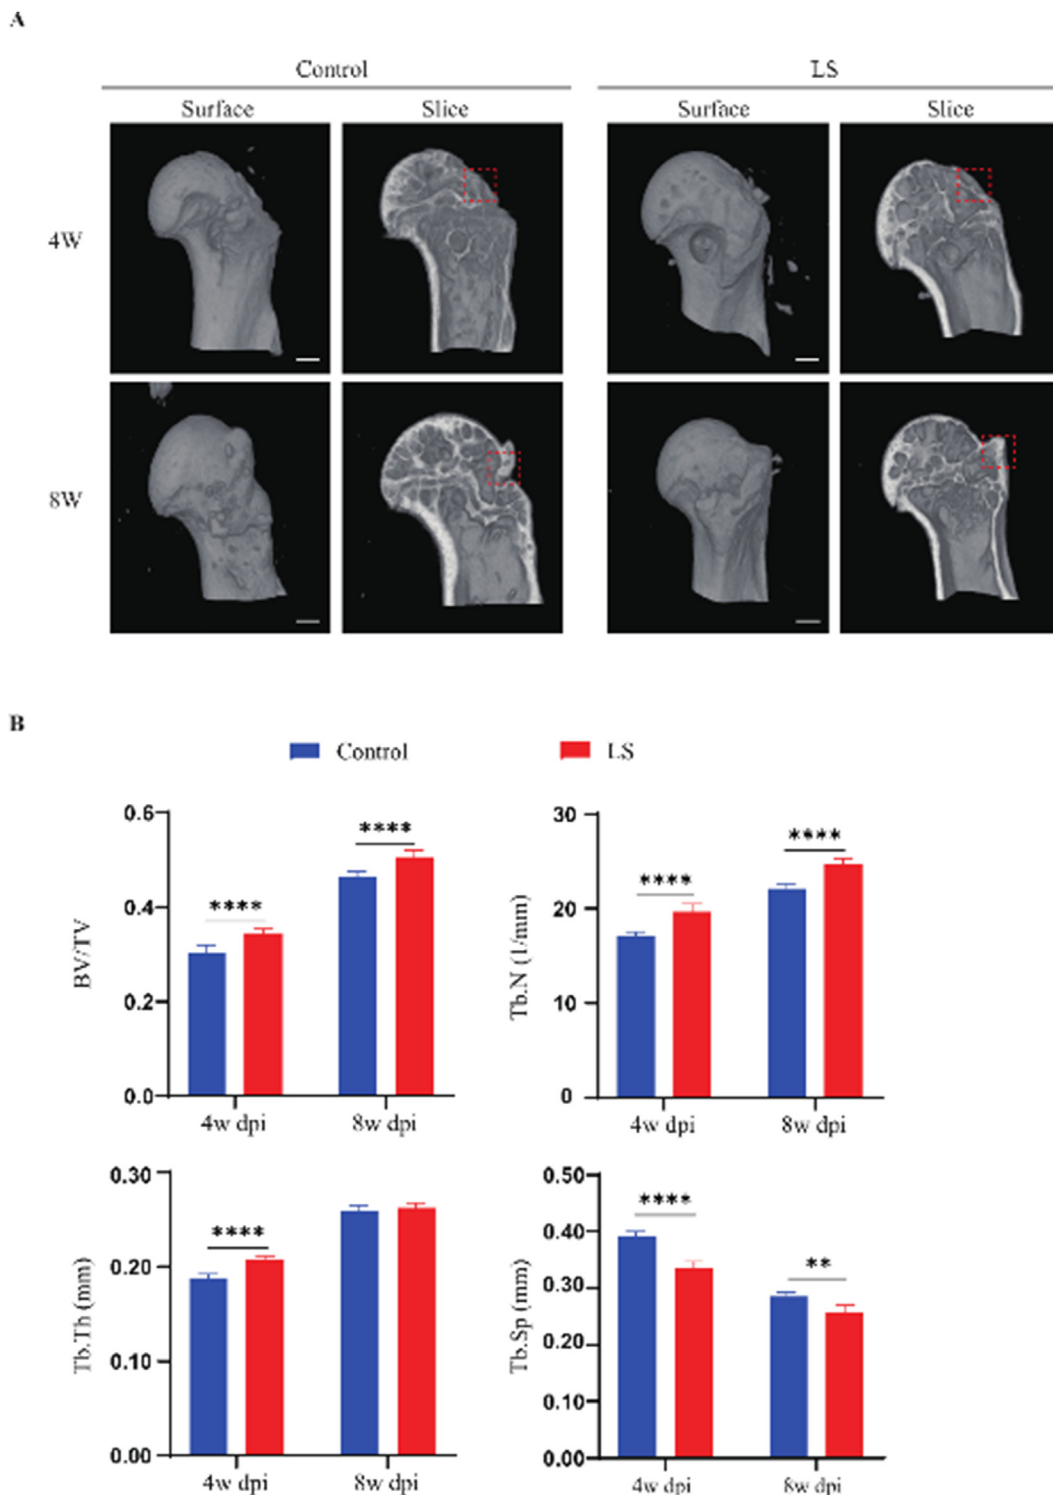 A
Control LS
Surface Slice Surface Slice
4W
8W
B
Control LS
0.6
0.4
0.2
0.0
BV/TV
**** ****
4w dpi 8w dpi
30
20
10
0
Tb.N (1/mm)
**** ****
4w dpi 8w dpi
0.30
0.20
0.10
0.00
Tb.Th (mm)
****
4w dpi 8w dpi
0.50
0.40
0.30
0.20
0.10
0.00
Tb.Sp (mm)
**** **
4w dpi 8w dpi